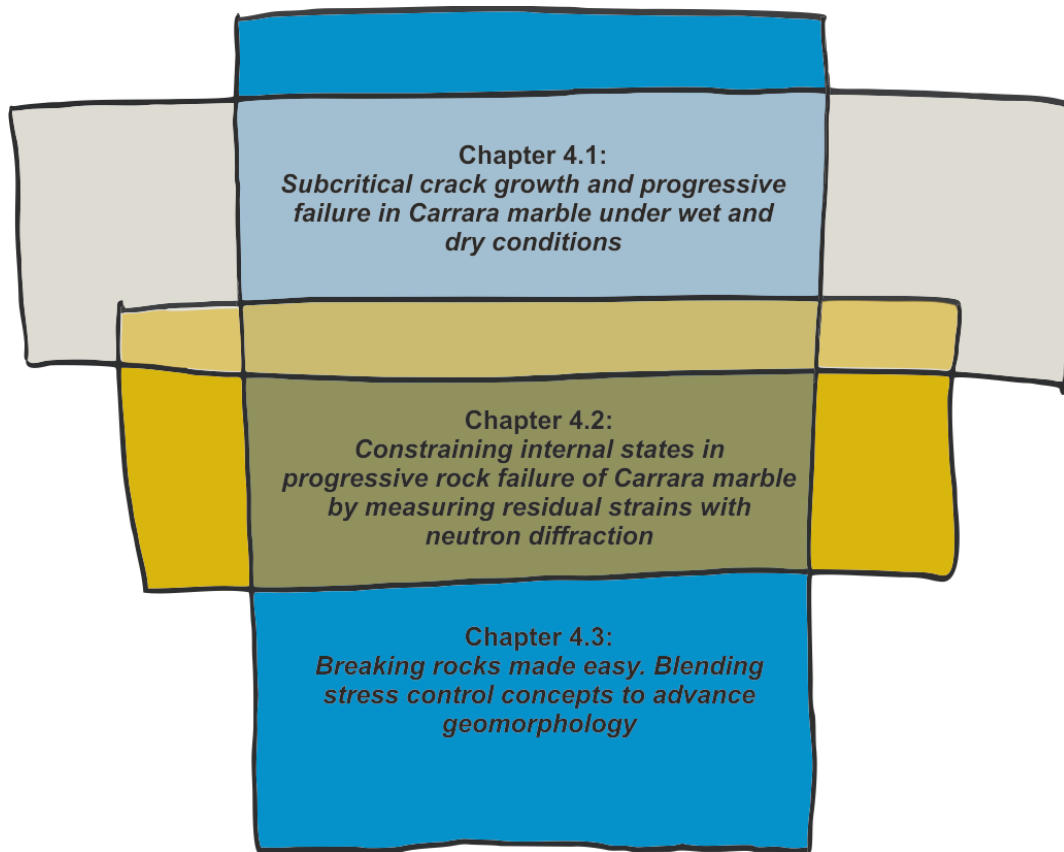 Chapter 4.1:
Subcritical crack growth and progressive
failure in Carrara marble under wet and
dry conditions
Chapter 4.2:
Constraining internal states in
progressive rock failure of Carrara marble
by measuring residual strains with
neutron diffraction
Chapter 4.3:
Breaking rocks made easy. Blending
stress control concepts to advance
geomorphology